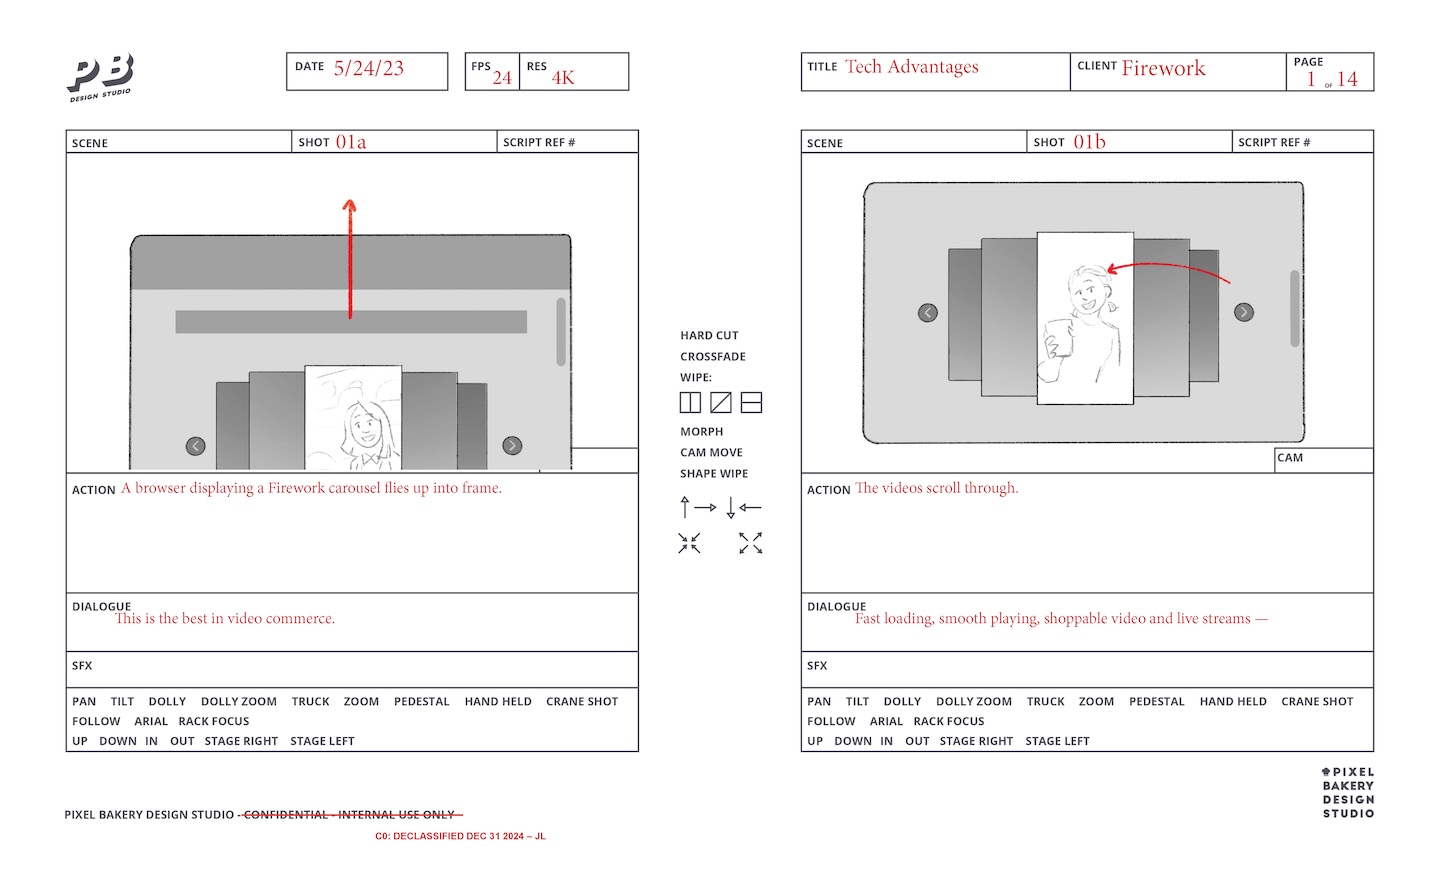 PB
DESIGN STUDIO
DATE 5/24/23
FPS 24
RES 4K
TITLE Tech Advantages
CLIENT Firework
PAGE 1 OF 14
SCENE
SHOT 01a
SCRIPT REF #
ACTION A browser displaying a Firework carousel flies up into frame.
DIALOGUE
This is the best in video commerce.
SFX
PAN TILT DOLLY DOLLY ZOOM TRUCK ZOOM PEDESTAL HAND HELD CRANE SHOT
FOLLOW ARIAL RACK FOCUS
UP DOWN IN OUT STAGE RIGHT STAGE LEFT
HARD CUT
CROSSFADE
WIPE:
MORPH
CAM MOVE
SHAPE WIPE
SCENE
SHOT 01b
SCRIPT REF #
CAM
ACTION The videos scroll through.
DIALOGUE
Fast loading, smooth playing, shoppable video and live streams —
SFX
PAN TILT DOLLY DOLLY ZOOM TRUCK ZOOM PEDESTAL HAND HELD CRANE SHOT
FOLLOW ARIAL RACK FOCUS
UP DOWN IN OUT STAGE RIGHT STAGE LEFT
PIXEL BAKERY DESIGN STUDIO - CONFIDENTIAL - INTERNAL USE ONLY
C0: DECLASSIFIED DEC 31 2024 – JL
PIXEL
BAKERY
DESIGN
STUDIO